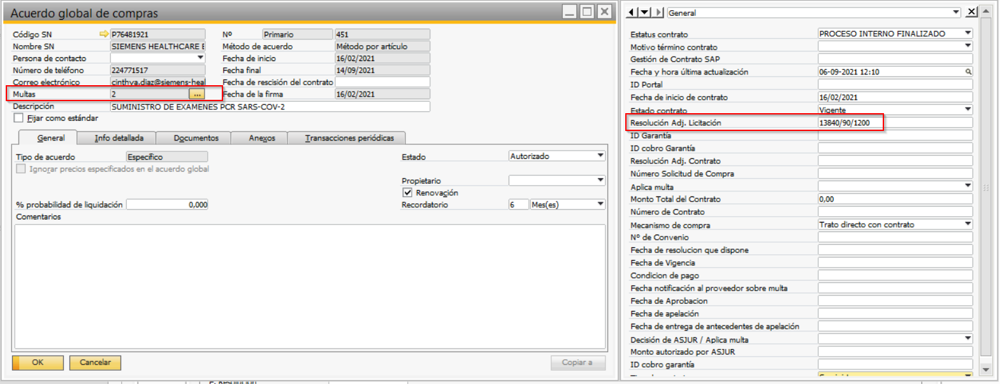 Acuerdo global de compras
Código SN P76481921 Nº Primario 451
Nombre SN SIEMENS HEALTHCARE E Método de acuerdo Método por artículo
Persona de contacto Fecha de inicio 16/02/2021
Número de teléfono 224771517 Fecha final 14/09/2021
Correo electrónico cinthya.diaz@siemens-heal Fecha de rescisión del contrato
Multas 2 ... Fecha de la firma 16/02/2021
Descripción SUMINISTRO DE EXAMENES PCR SARS-COV-2
Fijar como estándar
General Info detallada Documentos Anexos Transacciones periódicas
Tipo de acuerdo Específico Estado Autorizado
Ignorar precios especificados en el acuerdo global
Propietario
Renovación
% probabilidad de liquidación 0,000 Recordatorio 6 Mes(es)
Comentarios
OK Cancelar Copiar a
General
Estatus contrato PROCESO INTERNO FINALIZADO
Motivo término contrato
Gestión de Contrato SAP
Fecha y hora última actualización 06-09-2021 12:10
ID Portal
Fecha de inicio de contrato 16/02/2021
Estado contrato Vigente
Resolución Adj. Licitación 13840/90/1200
ID Garantía
ID cobro Garantía
Resolución Adj. Contrato
Número Solicitud de Compra
Aplica multa
Monto Total del Contrato 0,00
Número de Contrato
Mecanismo de compra Trato directo con contrato
Nº de Convenio
Fecha de resolucion que dispone
Fecha de Vigencia
Condicion de pago
Fecha notificación al proveedor sobre multa
Fecha de Aprobacion
Fecha de apelación
Fecha de entrega de antecedentes de apelación
Decisión de ASJUR / Aplica multa
Monto autorizado por ASJUR
ID cobro garantía